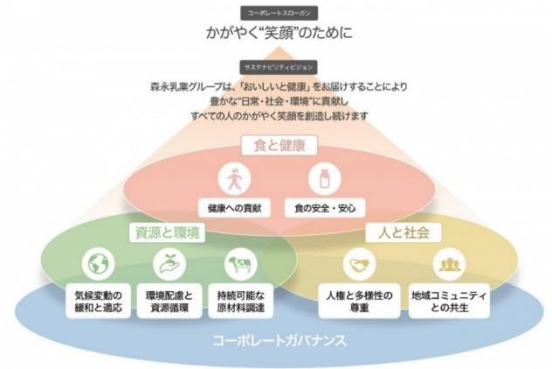 コーポレートスローガン
かがやく“笑顔”のために
サステナビリティビジョン
森永乳業グループは、「おいしいと健康」をお届けすることにより
豊かな“日常・社会・環境”に貢献し
すべての人のかがやく笑顔を創造し続けます
食と健康
健康への貢献
食の安全・安心
資源と環境
人と社会
気候変動の
緩和と適応
環境配慮と
資源循環
持続可能な
原材料調達
人権と多様性の
尊重
地域コミュニティ
との共生
コーポレートガバナンス